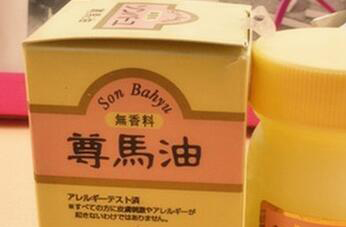 Son Bahyu
無香料
尊馬油
アレルギーテスト済
※すべての方に皮膚刺激やアレルギーが
起きないわけではありません。